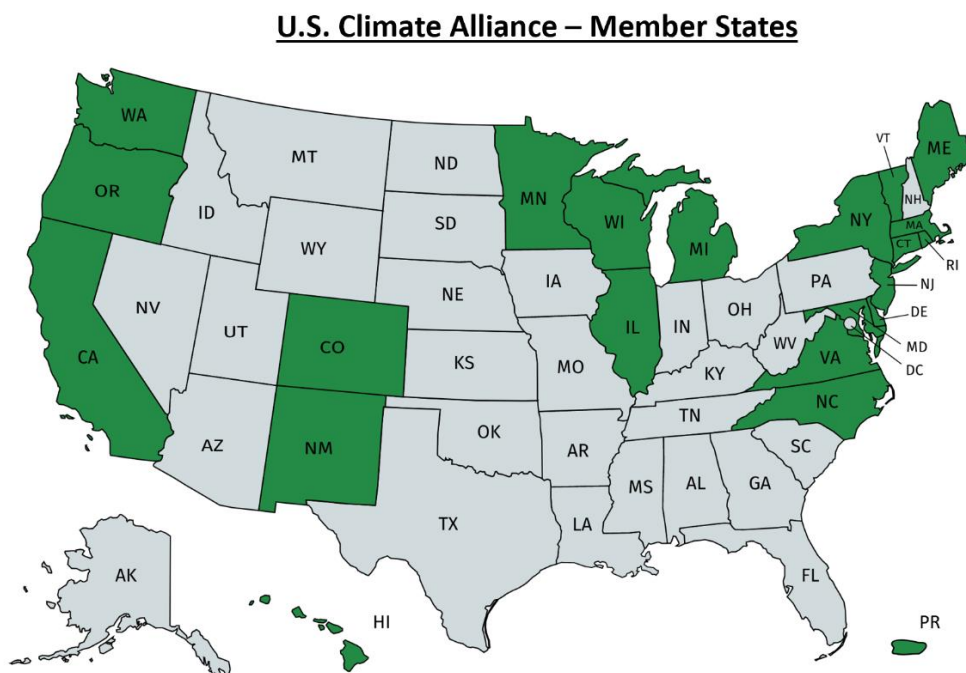 U.S. Climate Alliance – Member States
WA
MT
ND
MN
VT
ME
OR
ID
SD
WI
MI
NY
NH
MA
CT
RI
WY
IA
PA
NJ
NV
NE
OH
DE
UT
CO
IL
IN
MD
CA
KS
MO
WV
VA
DC
KY
NC
AZ
NM
OK
TN
AR
SC
MS
AL
GA
TX
LA
AK
FL
HI
PR